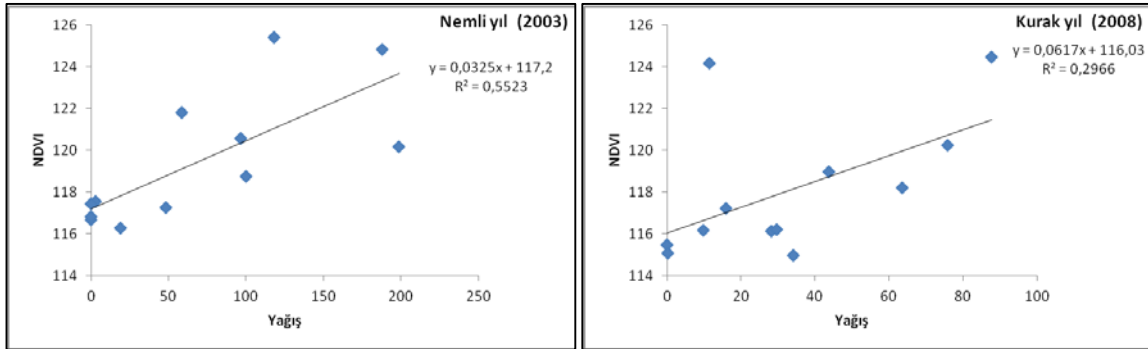 Nemli yıl (2003)
y = 0,0325x + 117,2
R² = 0,5523
NDVI
126
124
122
120
118
116
114
0 50 100 150 200 250
Yağış
Kurak yıl (2008)
y = 0,0617x + 116,03
R² = 0,2966
NDVI
126
124
122
120
118
116
114
0 20 40 60 80 100
Yağış